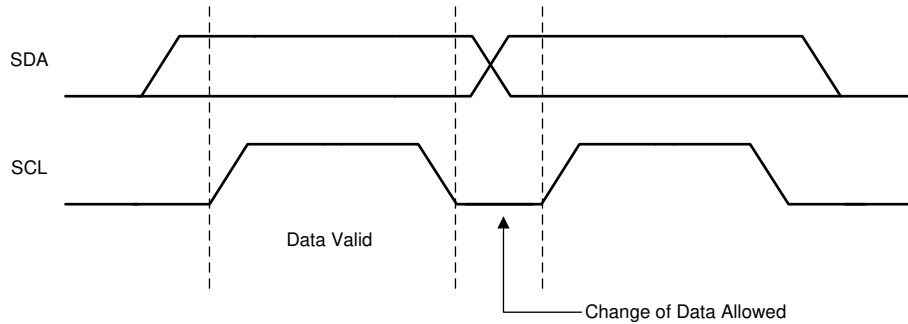 SDA
SCL
Data Valid
Change of Data Allowed